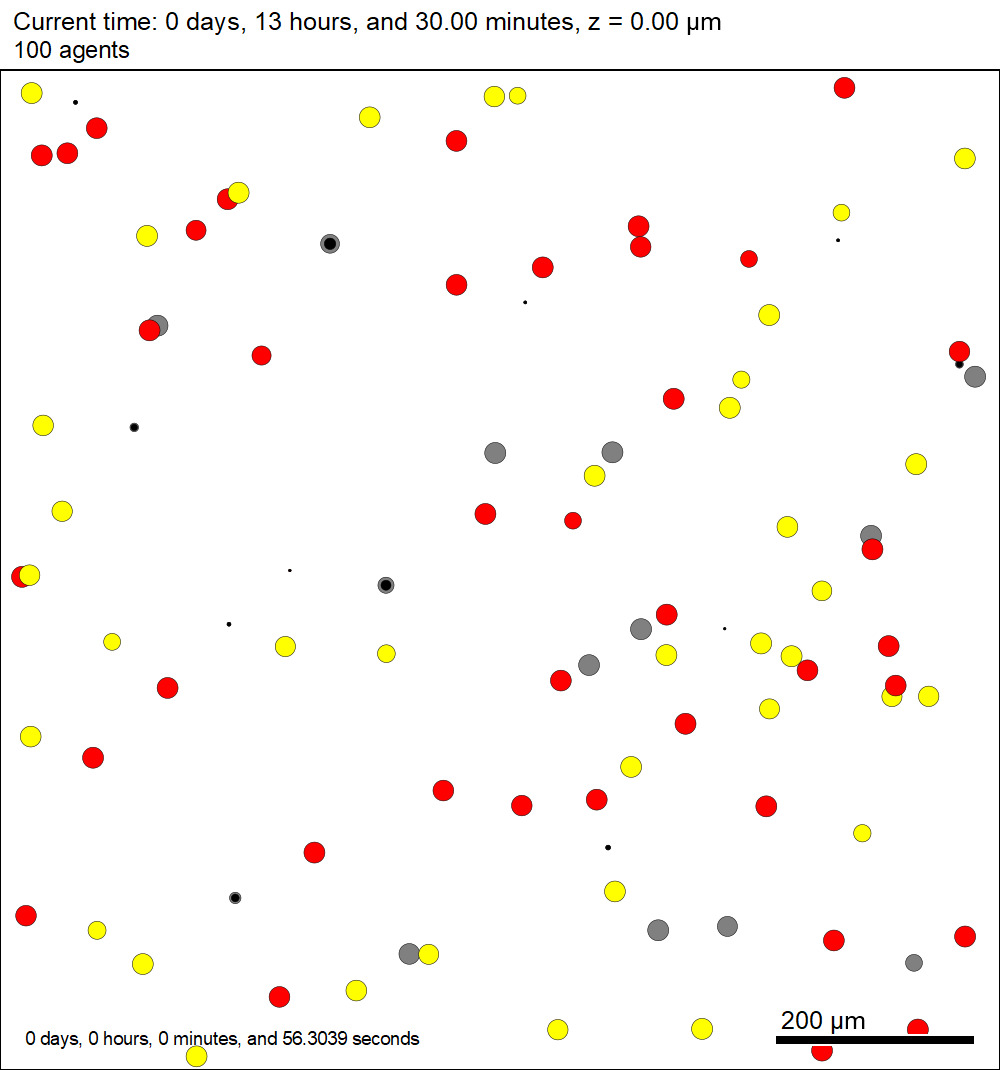 Current time: 0 days, 13 hours, and 30.00 minutes, z = 0.00 µm
100 agents
200 µm
0 days, 0 hours, 0 minutes, and 56.3039 seconds